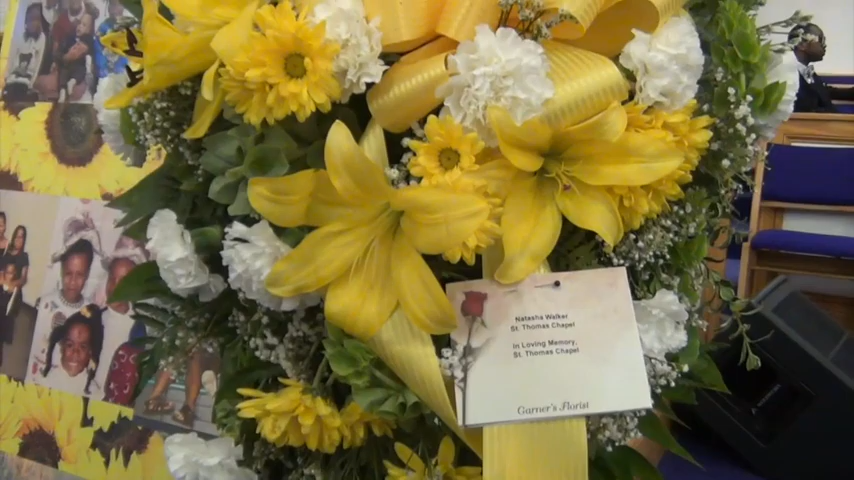 Natasha Walker
St. Thomas Chapel
In Loving Memory,
St. Thomas Chapel
Garner's Florist